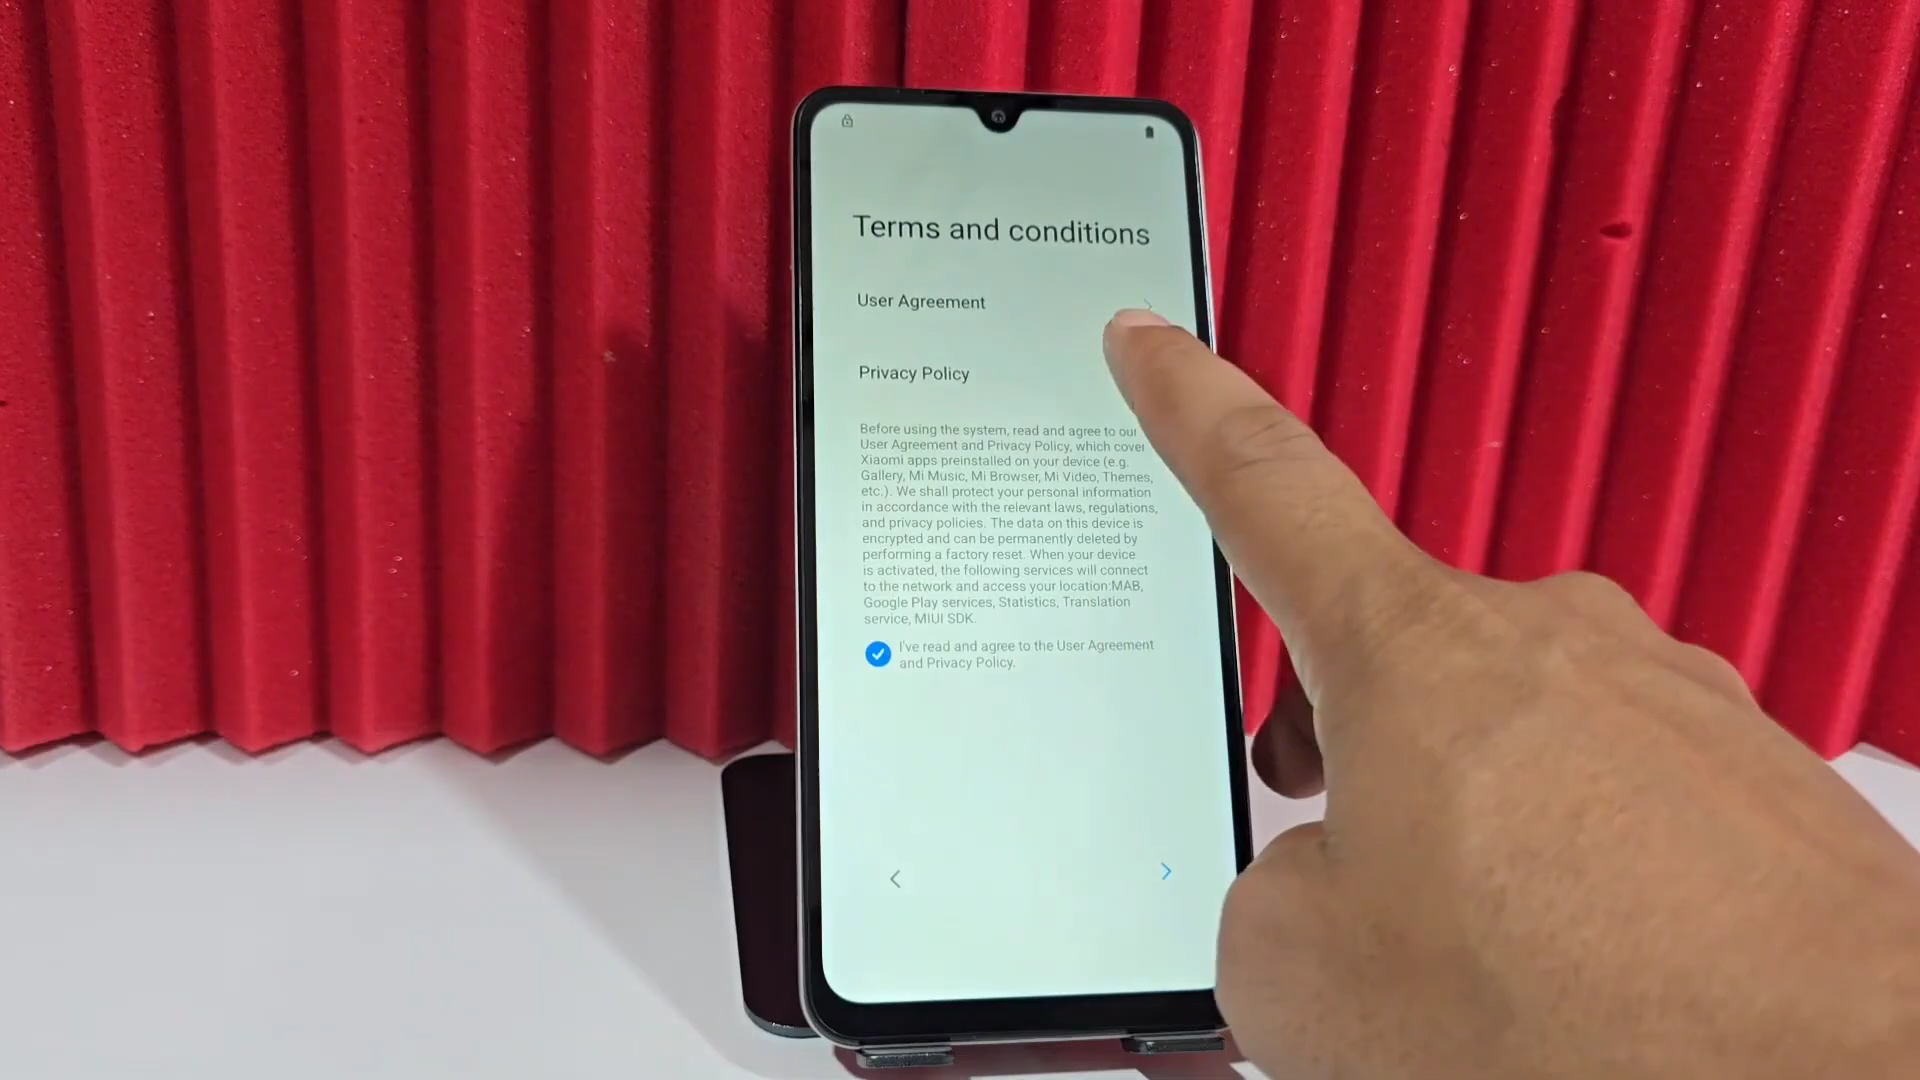 Terms and conditions
User Agreement
Privacy Policy
Before using the system, read and agree to our
User Agreement and Privacy Policy, which cover
Xiaomi apps preinstalled on your device (e.g.
Gallery, Mi Music, Mi Browser, Mi Video, Themes,
etc.). We shall protect your personal information
in accordance with the relevant laws, regulations,
and privacy policies. The data on this device is
encrypted and can be permanently deleted by
performing a factory reset. When your device
is activated, the following services will connect
to the network and access your location:MAB,
Google Play services, Statistics, Translation
service, MIUI SDK.
I've read and agree to the User Agreement
and Privacy Policy.